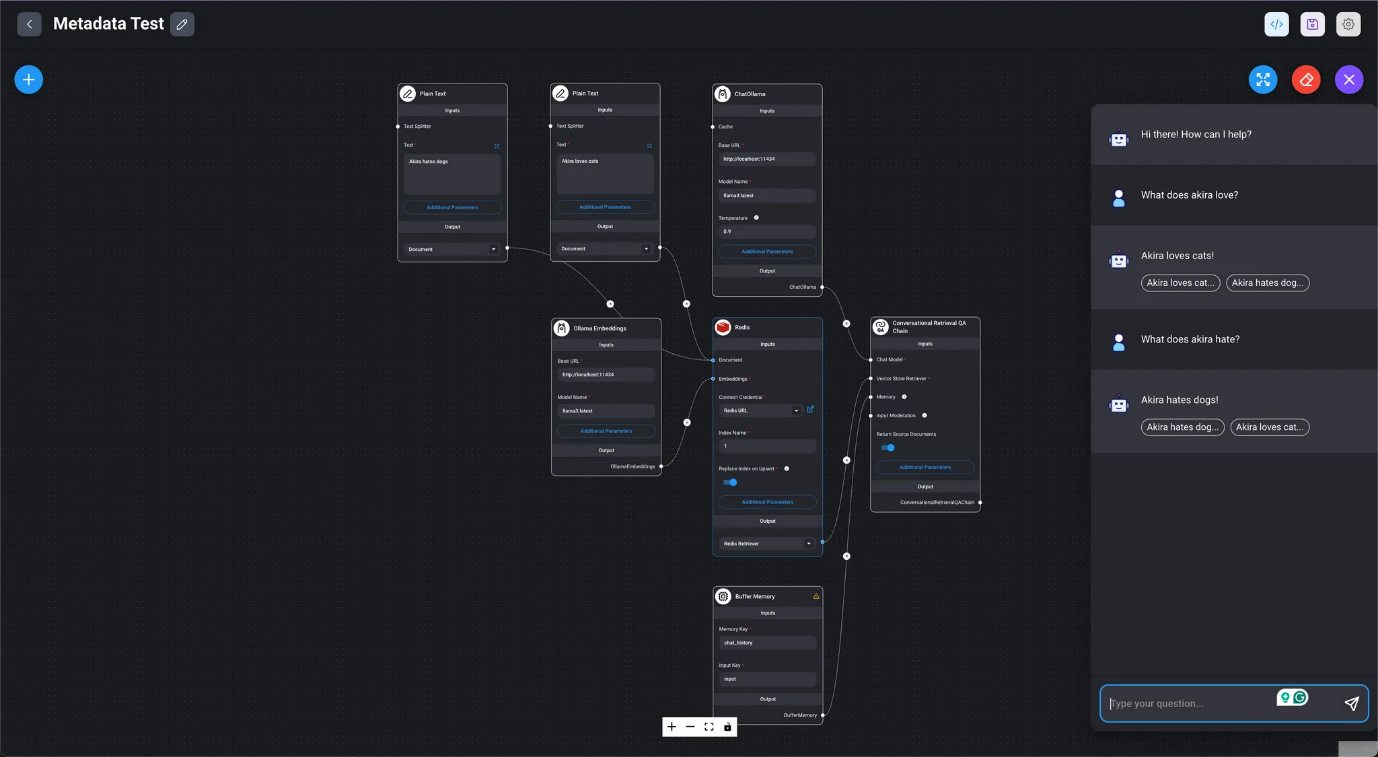 Metadata Test
Plain Text
Inputs
Text Splitter
Text *
Akira hates dogs
Additional Parameters
Output
Document
Plain Text
Inputs
Text Splitter
Text *
Akira loves cats
Additional Parameters
Output
Document
ChatOllama
Inputs
Cache
Base URL *
http://localhost:11434
Model Name *
llama3:latest
Temperature
0.9
Additional Parameters
Output
ChatOllama
Ollama Embeddings
Inputs
Base URL *
http://localhost:11434
Model Name *
llama3:latest
Additional Parameters
Output
OllamaEmbeddings
Redis
Inputs
Document
Embeddings *
Connect Credential *
Redis URL
Index Name *
1
Replace Index on Upsert *
Additional Parameters
Output
Redis Retriever
QA
Conversational Retrieval QA
Chain
Inputs
Chat Model *
Vector Store Retriever *
Memory
Input Moderation
Return Source Documents
Additional Parameters
Output
ConversationalRetrievalQAChain
Buffer Memory
Inputs
Memory Key *
chat_history
Input Key *
input
Output
BufferMemory
Hi there! How can I help?
What does akira love?
Akira loves cats!
Akira loves cat... Akira hates dog...
What does akira hate?
Akira hates dogs!
Akira hates dog... Akira loves cat...
Type your question...